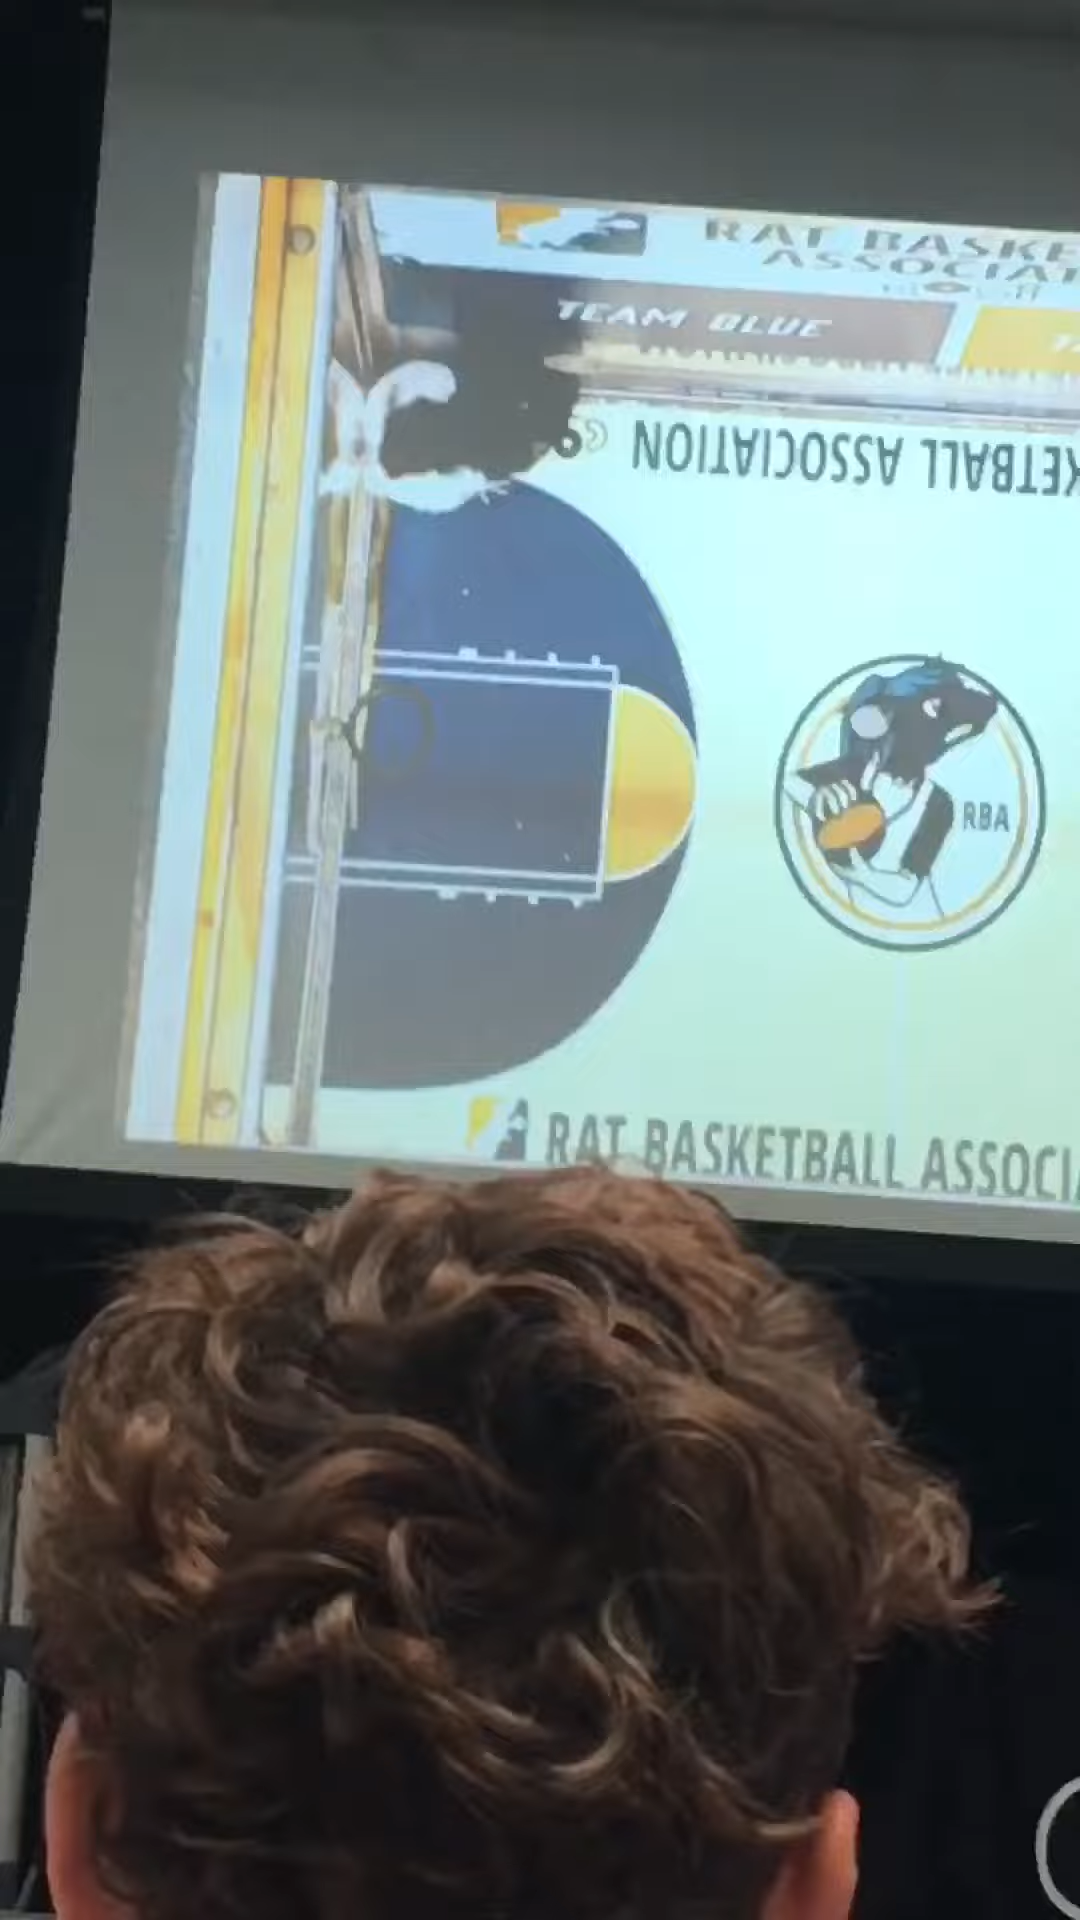 RAT BASKE
ASSOCIAT
TEAM BLUE
KETBALL ASSOCIATION
RBA
RAT BASKETBALL ASSOCI